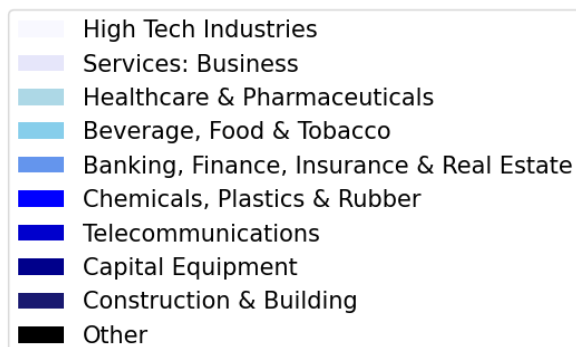 High Tech Industries
Services: Business
Healthcare & Pharmaceuticals
Beverage, Food & Tobacco
Banking, Finance, Insurance & Real Estate
Chemicals, Plastics & Rubber
Telecommunications
Capital Equipment
Construction & Building
Other